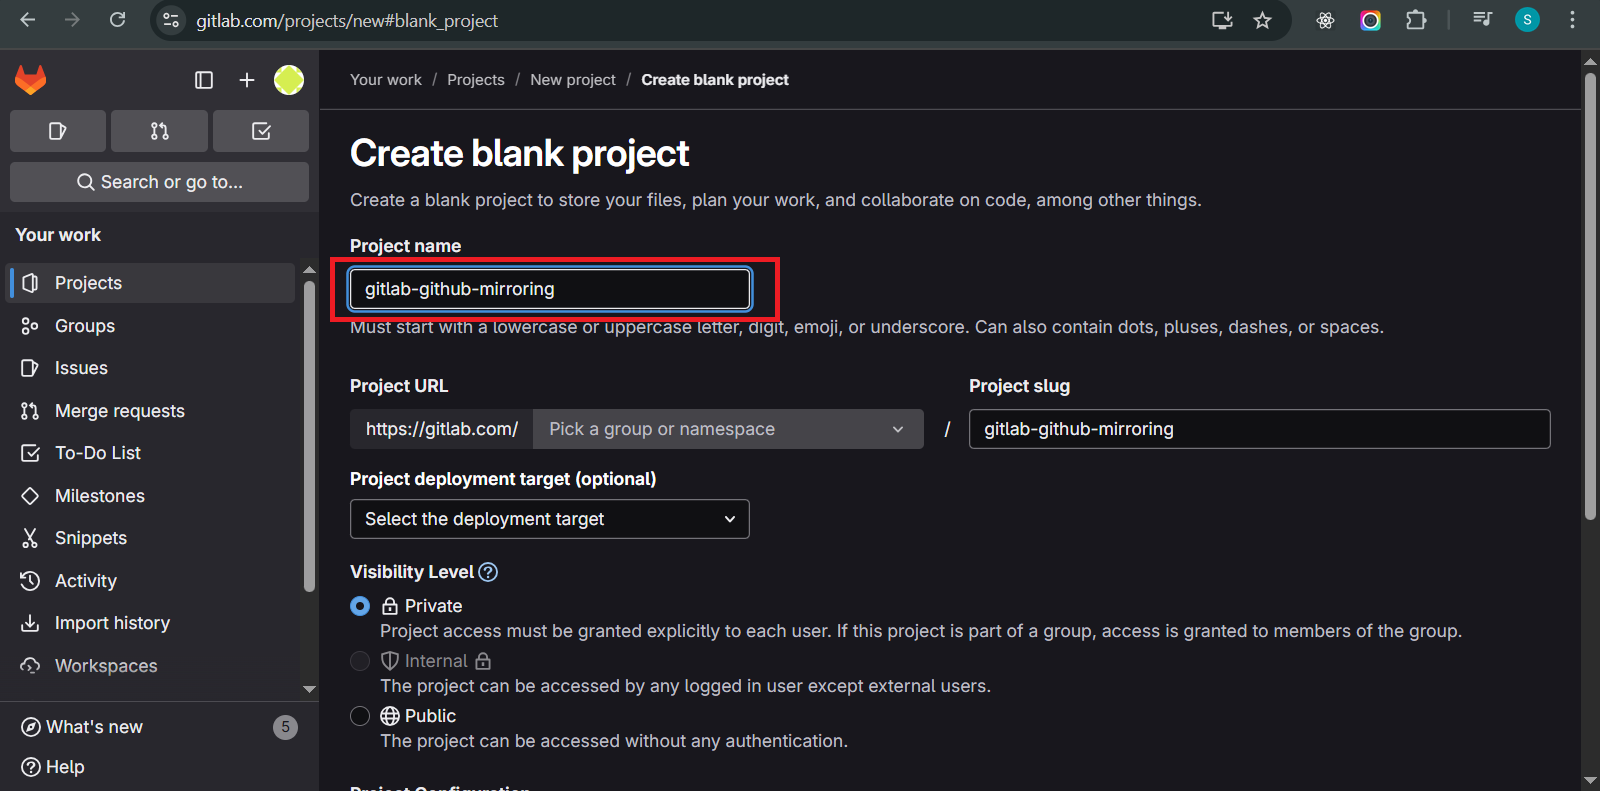 gitlab.com/projects/new#blank_project
S
Your work / Projects / New project / Create blank project
Search or go to...
Your work
Projects
Groups
Issues
Merge requests
To-Do List
Milestones
Snippets
Activity
Import history
Workspaces
What's new 5
Help
Create blank project
Create a blank project to store your files, plan your work, and collaborate on code, among other things.
Project name
gitlab-github-mirroring
Must start with a lowercase or uppercase letter, digit, emoji, or underscore. Can also contain dots, pluses, dashes, or spaces.
Project URL
Project slug
https://gitlab.com/ Pick a group or namespace / gitlab-github-mirroring
Project deployment target (optional)
Select the deployment target
Visibility Level
Private
Project access must be granted explicitly to each user. If this project is part of a group, access is granted to members of the group.
Internal
The project can be accessed by any logged in user except external users.
Public
The project can be accessed without any authentication.
Project Configuration